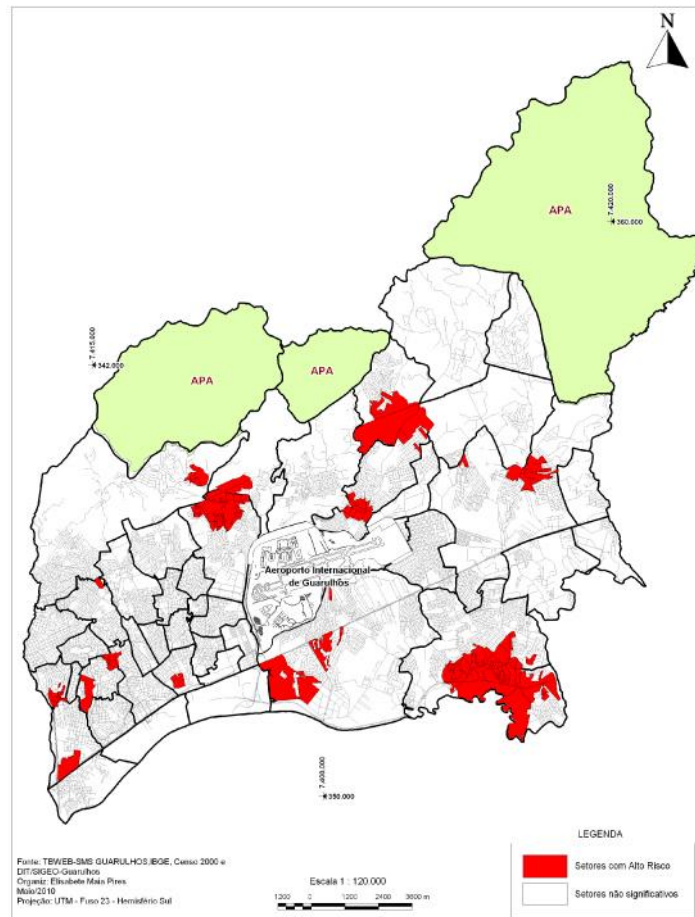 N
APA
7.420.000
360.000
7.415.000
342.000
APA
APA
Aeroporto Internacional
de Guarulhos
7.400.000
350.000
LEGENDA
Setores com Alto Risco
Setores não significativos
Fonte: TBWEB-SMS GUARULHOS,IBGE, Censo 2000 e
DIT/SIGEO-Guarulhos
Organiz: Elisabete Maia Pires
Maio/2010
Projeção: UTM - Fuso 23 - Hemisfério Sul
Escala 1 : 120.000
1200 0 1200 2400 3600 m